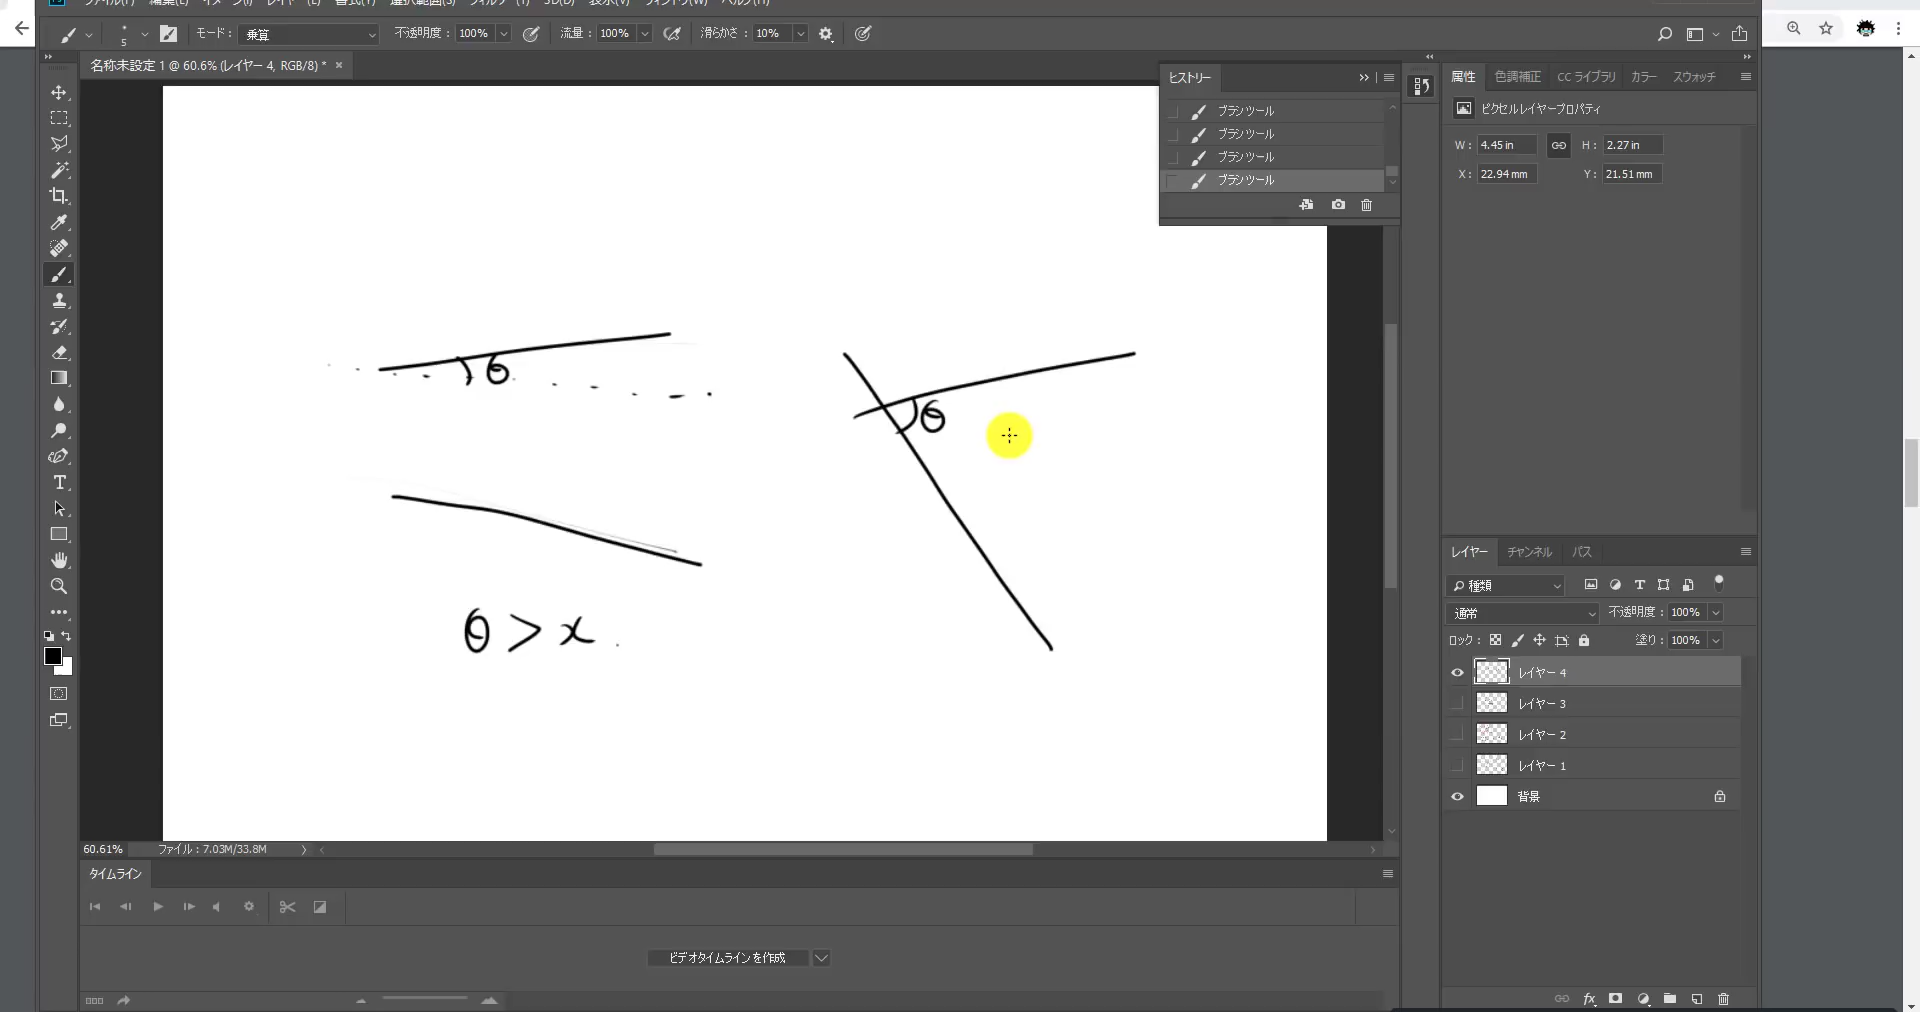 モード： 乗算 不透明度： 100% 流量： 100% 滑らかさ： 10%
5
名称未設定 1 @ 60.6% (レイヤー 4, RGB/8) *
ヒストリー
ブラシツール
ブラシツール
ブラシツール
ブラシツール
θ
θ
θ > x
属性 色調補正 CC ライブラリ カラー スウォッチ
ピクセルレイヤープロパティ
W： 4.45 in H： 2.27 in
X： 22.94 mm Y： 21.51 mm
レイヤー チャンネル パス
種類
通常 不透明度： 100%
ロック： 塗り： 100%
レイヤー 4
レイヤー 3
レイヤー 2
レイヤー 1
背景
60.61% ファイル：7.03M/33.8M
タイムライン
ビデオタイムラインを作成
fx